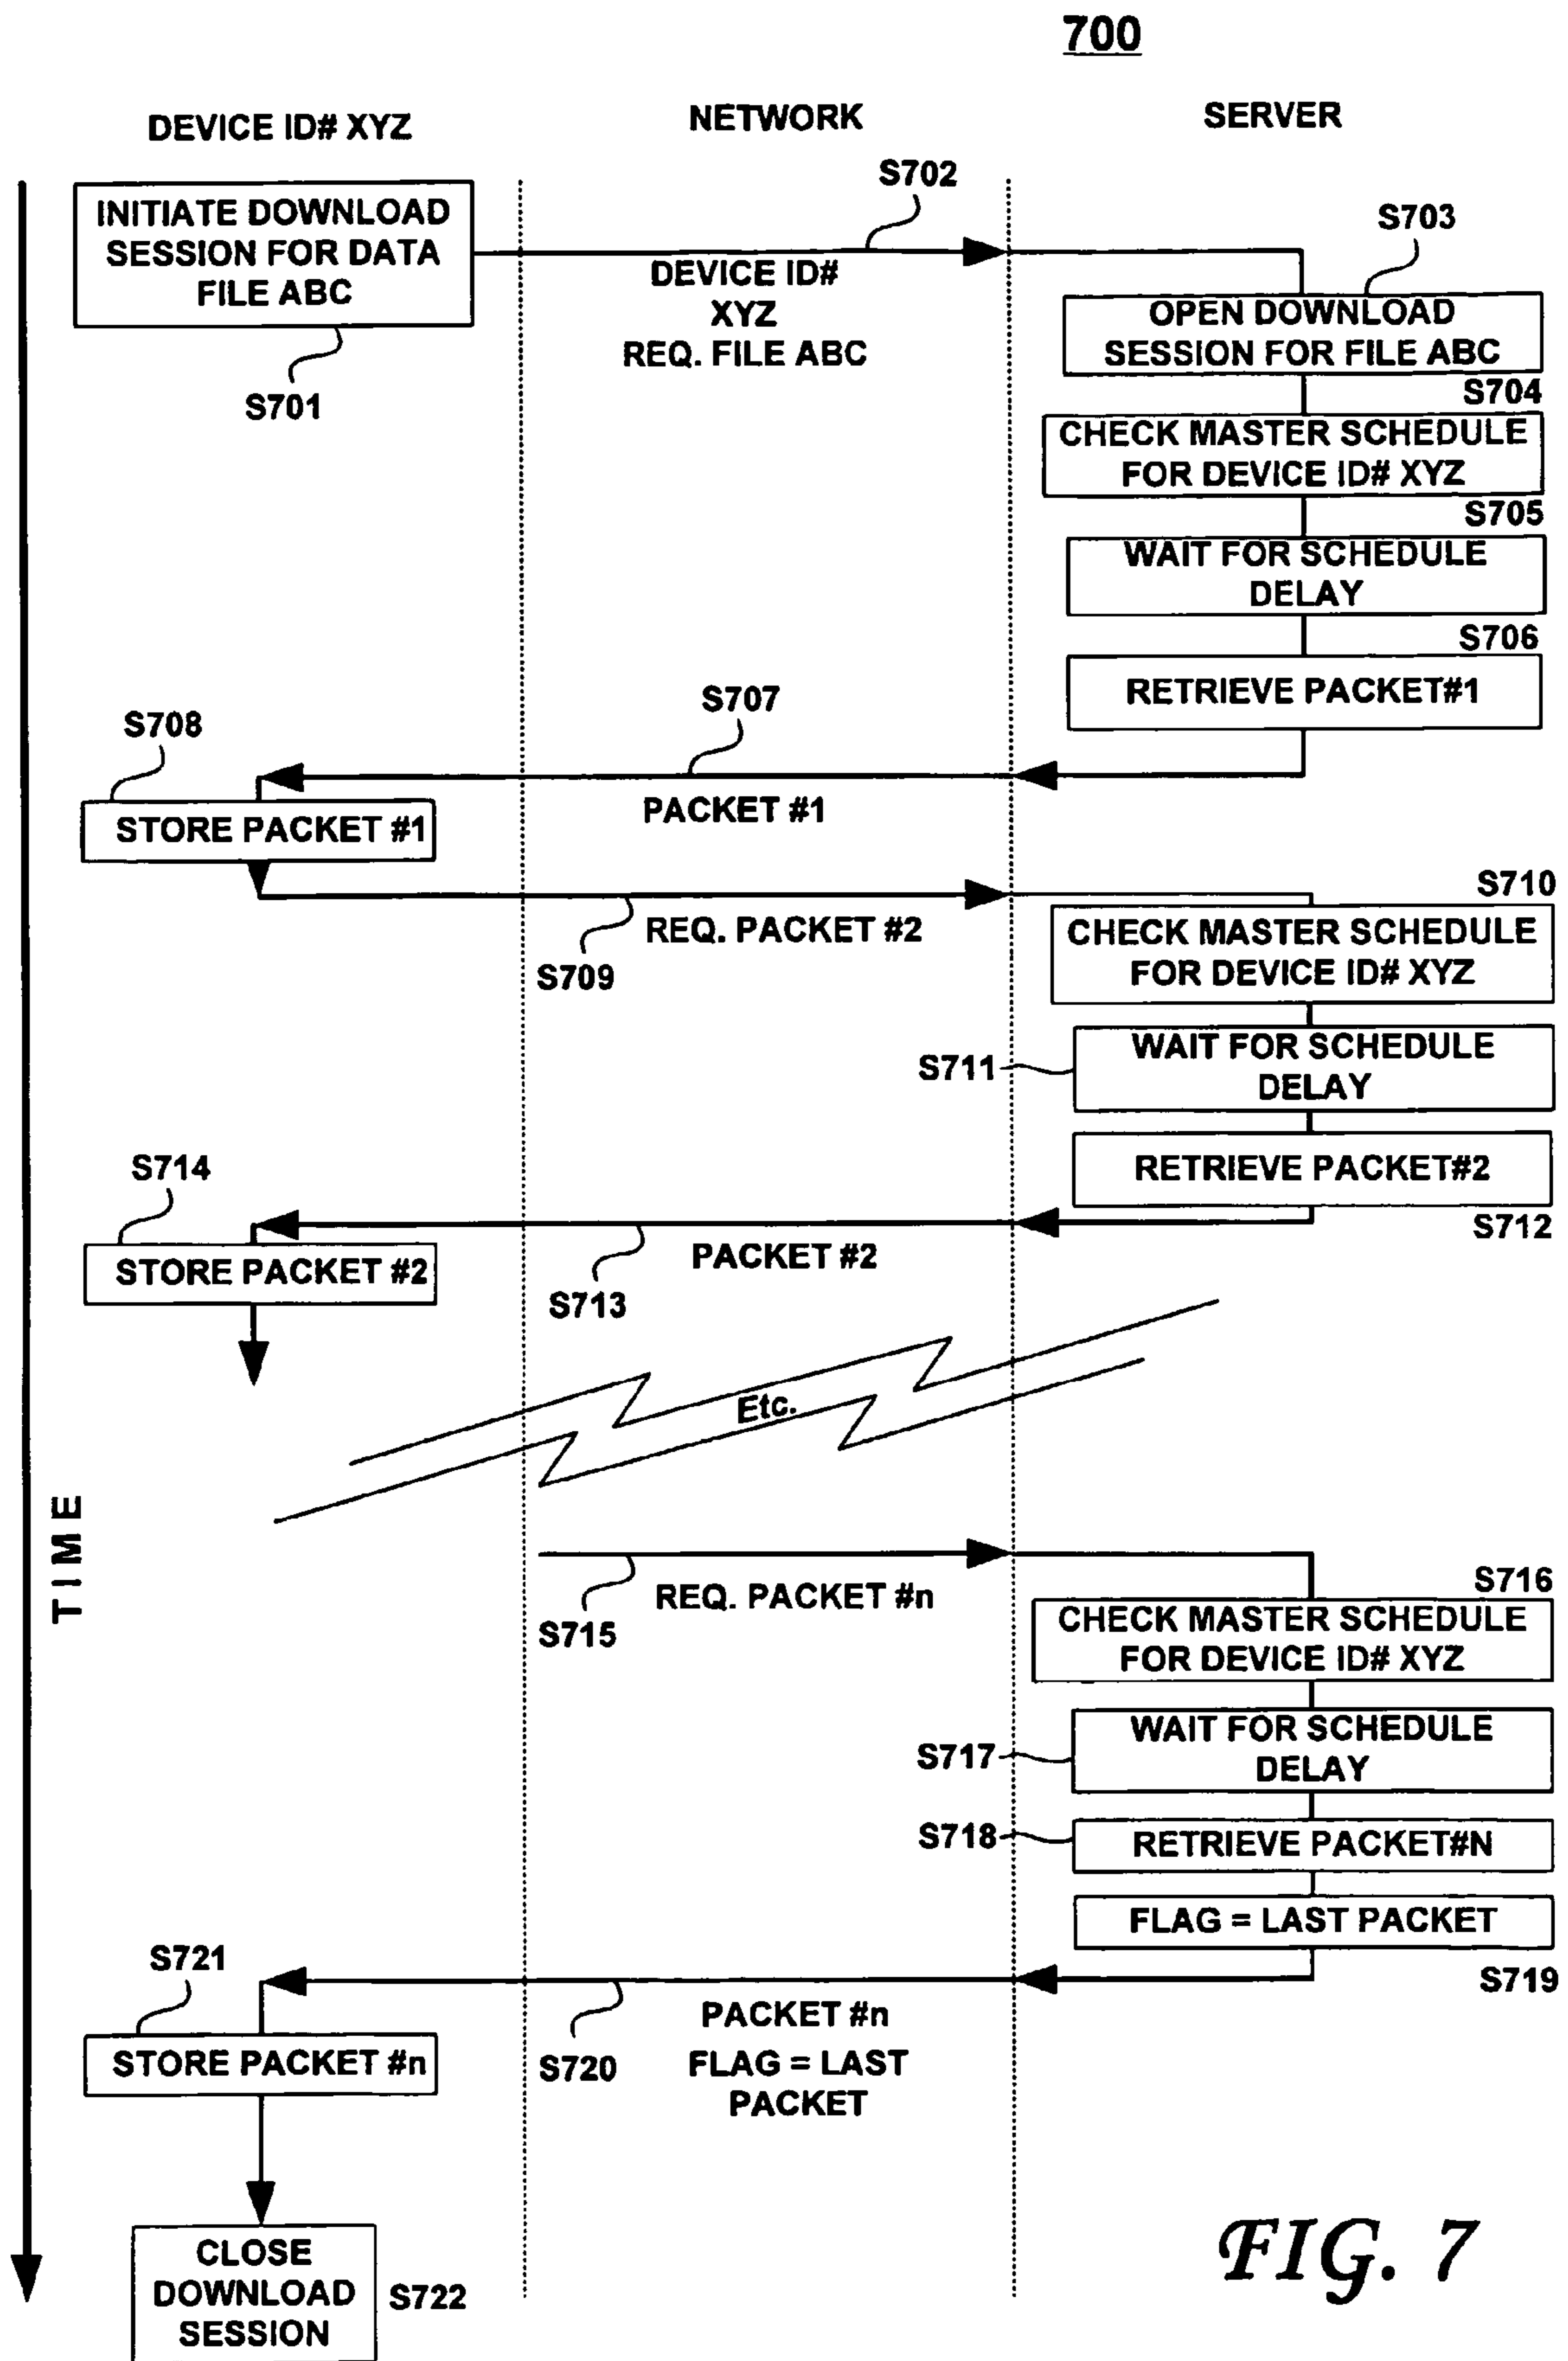 700
DEVICE ID# XYZ
NETWORK
SERVER
INITIATE DOWNLOAD
SESSION FOR DATA
FILE ABC
S701
S702
DEVICE ID#
XYZ
REQ. FILE ABC
S703
OPEN DOWNLOAD
SESSION FOR FILE ABC
S704
CHECK MASTER SCHEDULE
FOR DEVICE ID# XYZ
S705
WAIT FOR SCHEDULE
DELAY
S706
RETRIEVE PACKET#1
S707
PACKET #1
S708
STORE PACKET #1
REQ. PACKET #2
S709
S710
CHECK MASTER SCHEDULE
FOR DEVICE ID# XYZ
S711
WAIT FOR SCHEDULE
DELAY
RETRIEVE PACKET#2
S712
PACKET #2
S713
S714
STORE PACKET #2
Etc.
TIME
REQ. PACKET #n
S715
S716
CHECK MASTER SCHEDULE
FOR DEVICE ID# XYZ
S717
WAIT FOR SCHEDULE
DELAY
S718
RETRIEVE PACKET#N
FLAG = LAST PACKET
S719
PACKET #n
FLAG = LAST
PACKET
S720
S721
STORE PACKET #n
CLOSE
DOWNLOAD
SESSION
S722
FIG. 7